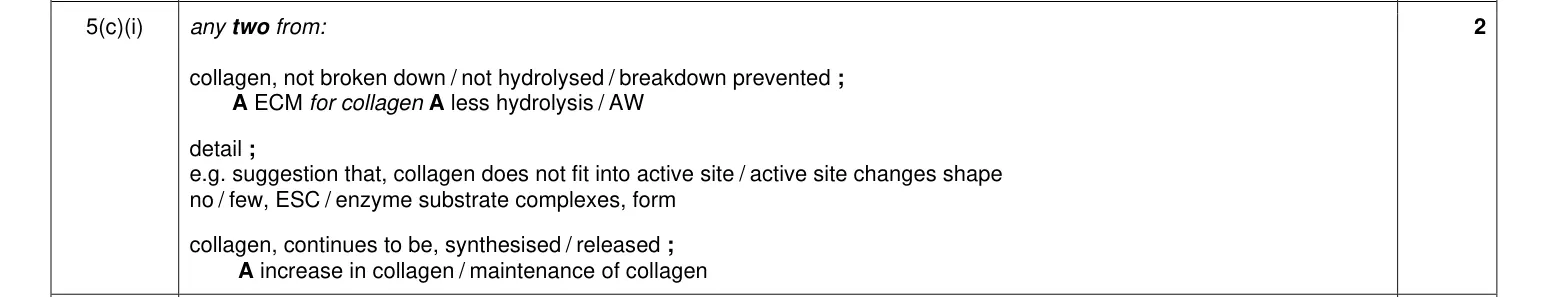 5(c)(i) any two from: 2
collagen, not broken down / not hydrolysed / breakdown prevented ;
A ECM for collagen A less hydrolysis / AW
detail ;
e.g. suggestion that, collagen does not fit into active site / active site changes shape
no / few, ESC / enzyme substrate complexes, form
collagen, continues to be, synthesised / released ;
A increase in collagen / maintenance of collagen